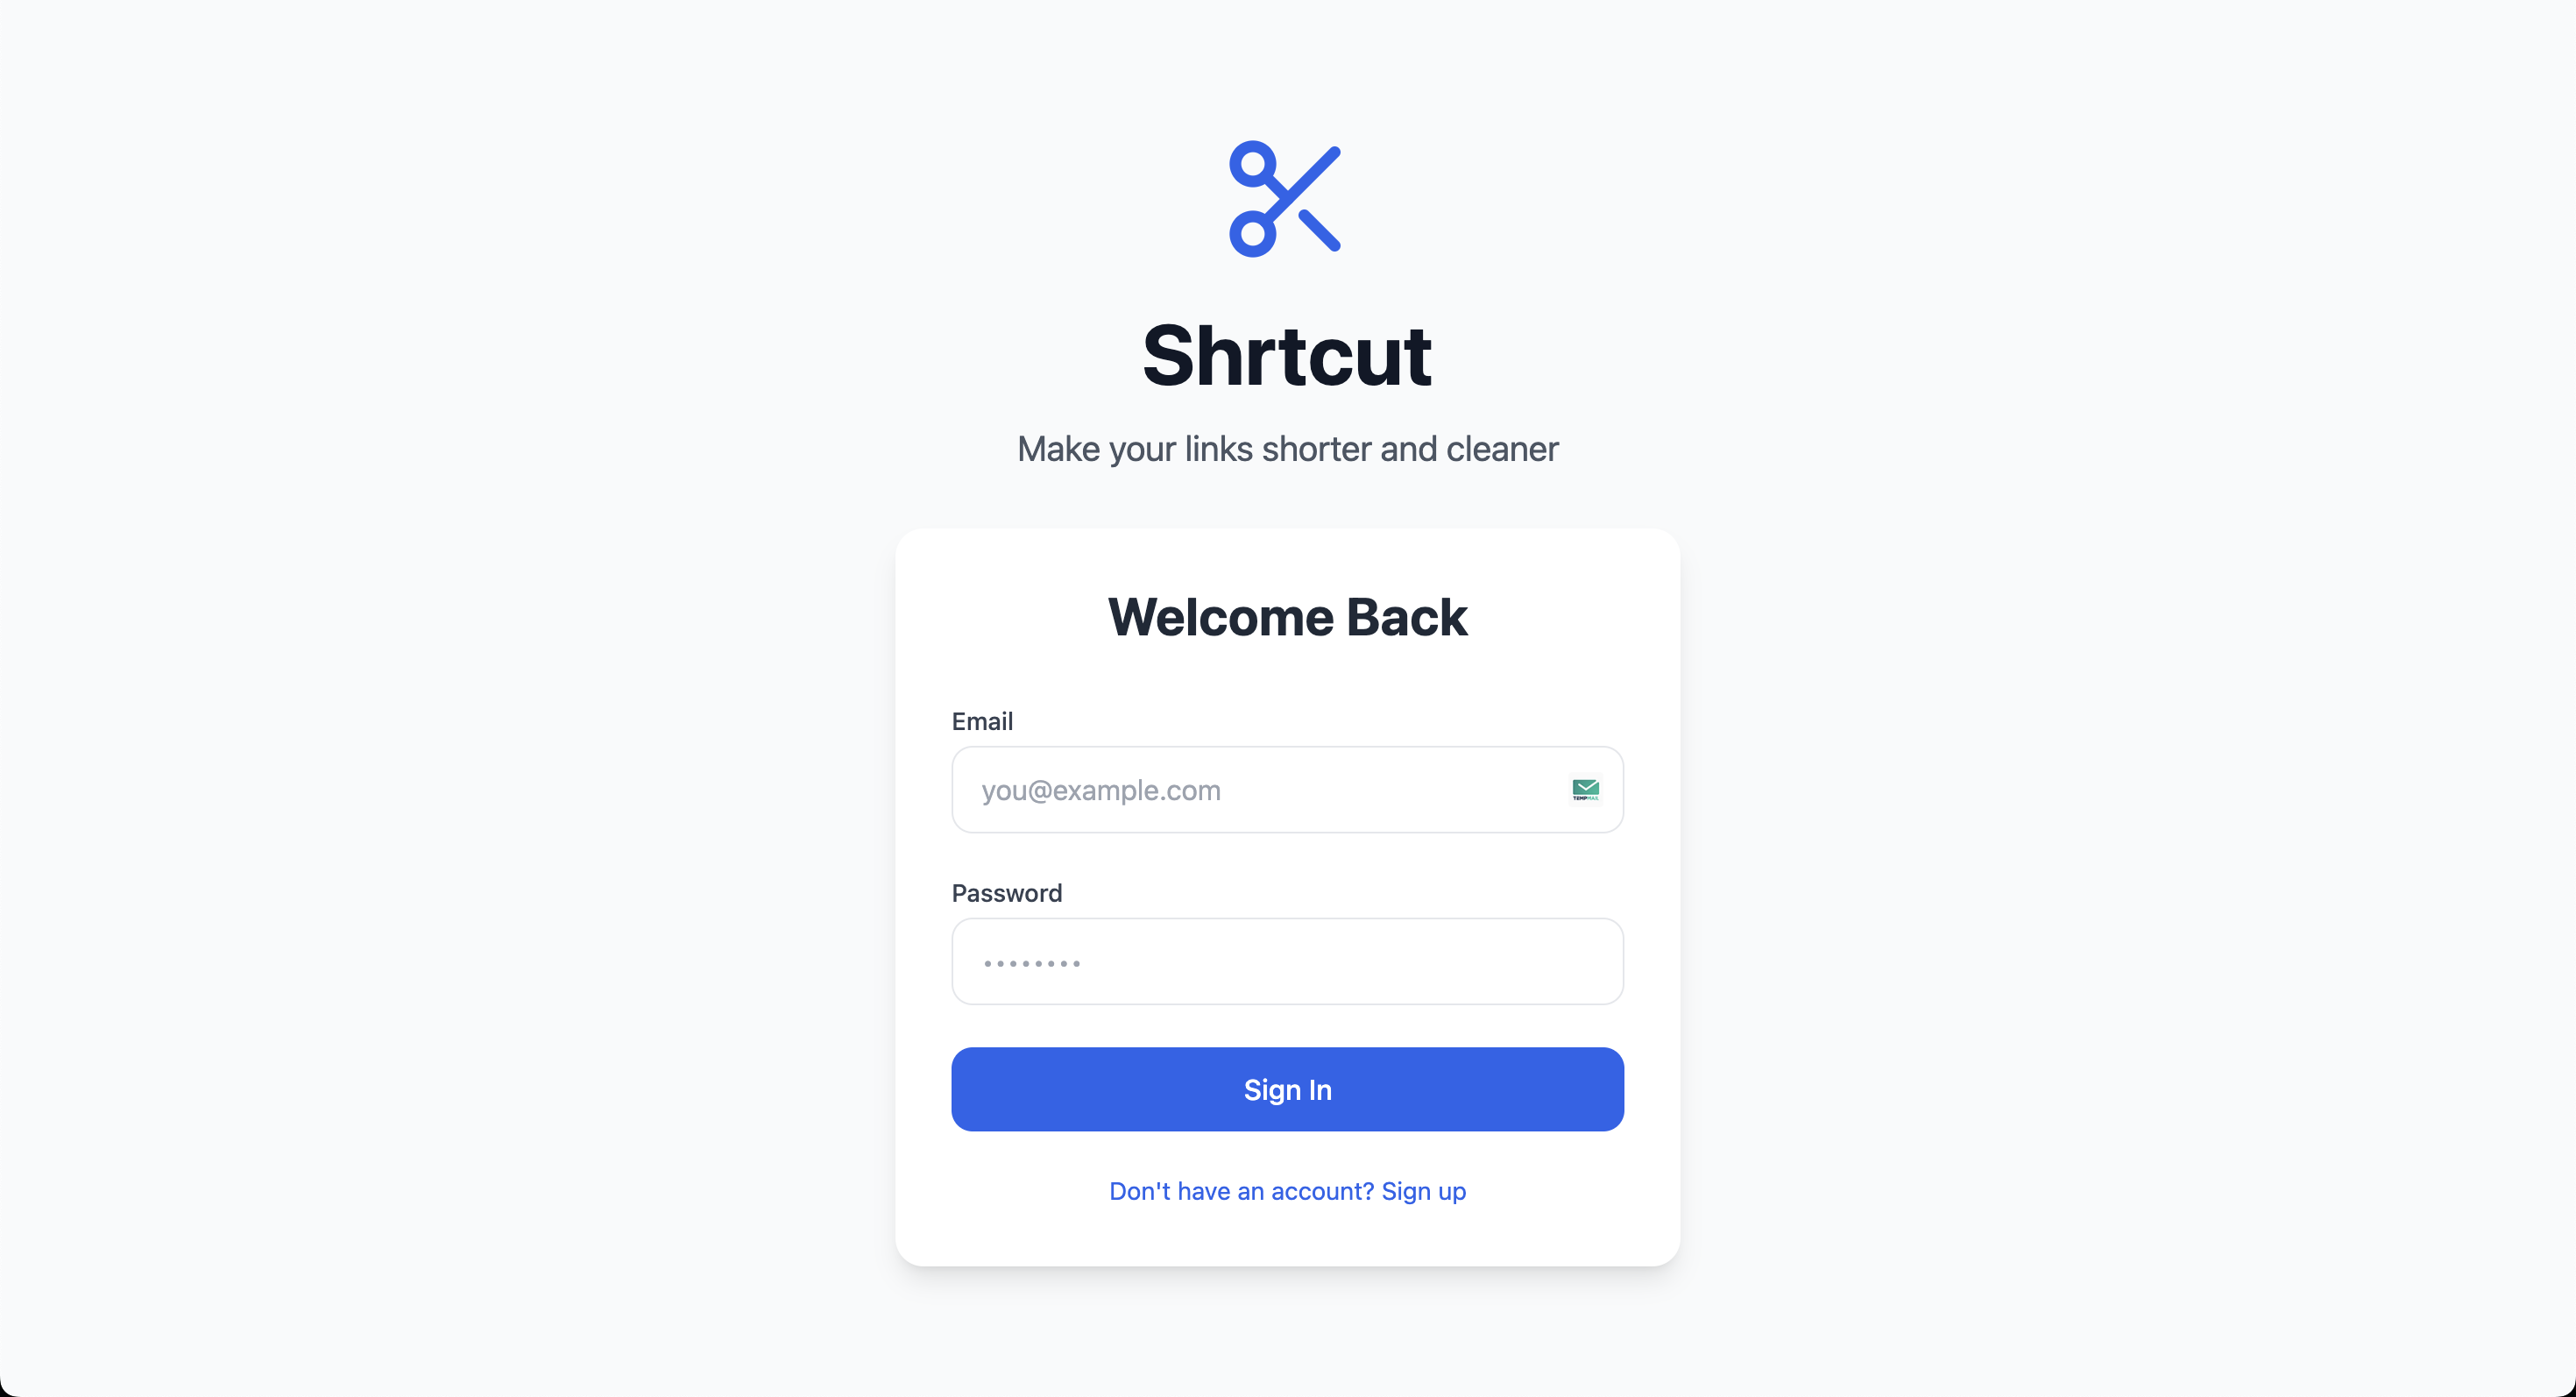 Shrtcut
Make your links shorter and cleaner
Welcome Back
Email
you@example.com
Password
••••••••
Sign In
Don't have an account? Sign up